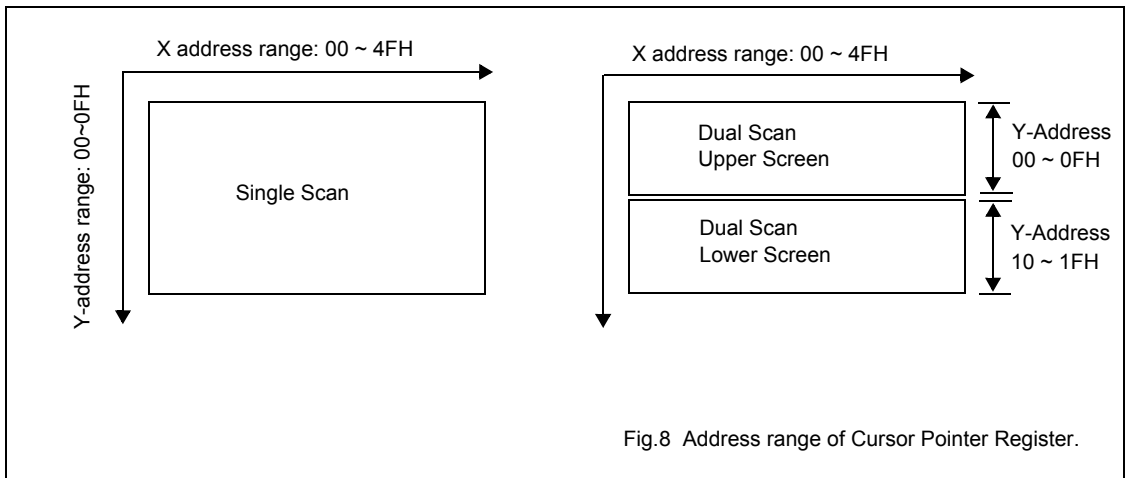 X address range: 00 ~ 4FH
Y-address range: 00~0FH
Single Scan
X address range: 00 ~ 4FH
Dual Scan
Upper Screen
Y-Address
00 ~ 0FH
Dual Scan
Lower Screen
Y-Address
10 ~ 1FH
Fig.8 Address range of Cursor Pointer Register.